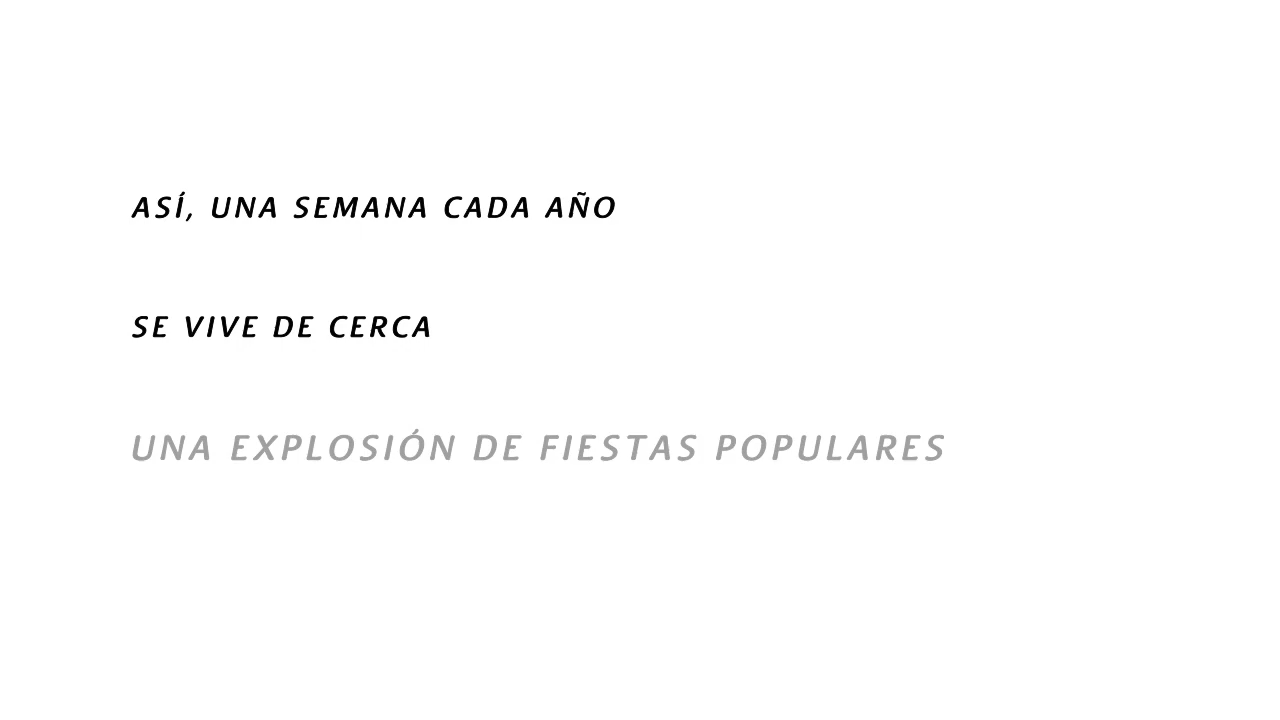 ASÍ, UNA SEMANA CADA AÑO
SE VIVE DE CERCA
UNA EXPLOSIÓN DE FIESTAS POPULARES